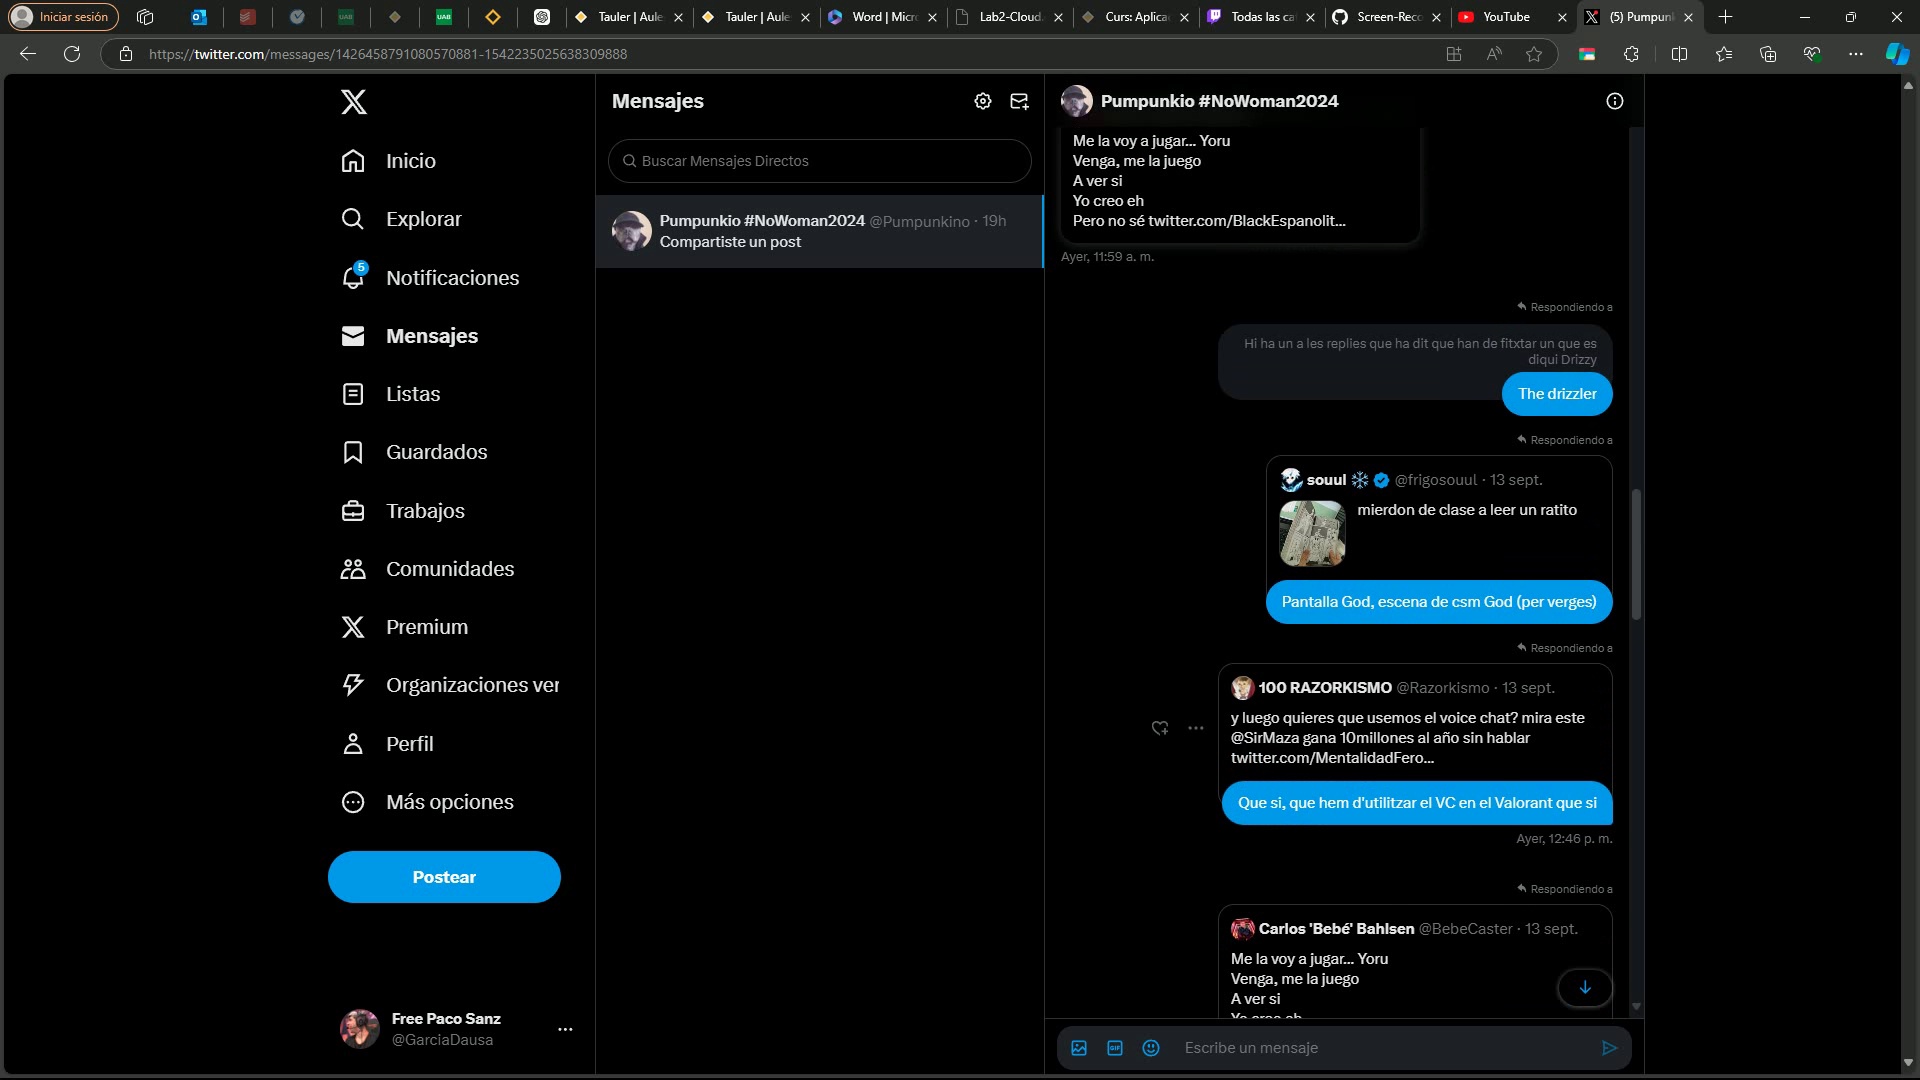 Iniciar sesión
Tauler | Aule
Tauler | Aule
Word | Micr
Lab2-Cloud
Curs: Aplica
Todas las ca
Screen-Reco
YouTube
(5) Pumpun
https://twitter.com/messages/1426458791080570881-1542235025638309888
Inicio
Explorar
5
Notificaciones
Mensajes
Listas
Guardados
Trabajos
Comunidades
Premium
Organizaciones ver
Perfil
Más opciones
Postear
Free Paco Sanz
@GarciaDausa
Mensajes
Buscar Mensajes Directos
Pumpunkio #NoWoman2024 @Pumpunkino · 19h
Compartiste un post
Pumpunkio #NoWoman2024
Me la voy a jugar... Yoru
Venga, me la juego
A ver si
Yo creo eh
Pero no sé twitter.com/BlackEspanolit...
Ayer, 11:59 a. m.
Respondiendo a
Hi ha un a les replies que ha dit que han de fitxtar un que es
diqui Drizzy
The drizzler
Respondiendo a
souul @frigosouul · 13 sept.
mierdon de clase a leer un ratito
Pantalla God, escena de csm God (per verges)
Respondiendo a
100 RAZORKISMO @Razorkismo · 13 sept.
y luego quieres que usemos el voice chat? mira este
@SirMaza gana 10millones al año sin hablar
twitter.com/MentalidadFero...
Que si, que hem d'utilitzar el VC en el Valorant que si
Ayer, 12:46 p. m.
Respondiendo a
Carlos 'Bebé' Bahlsen @BebeCaster · 13 sept.
Me la voy a jugar... Yoru
Venga, me la juego
A ver si
Yo creo eh
GIF
Escribe un mensaje